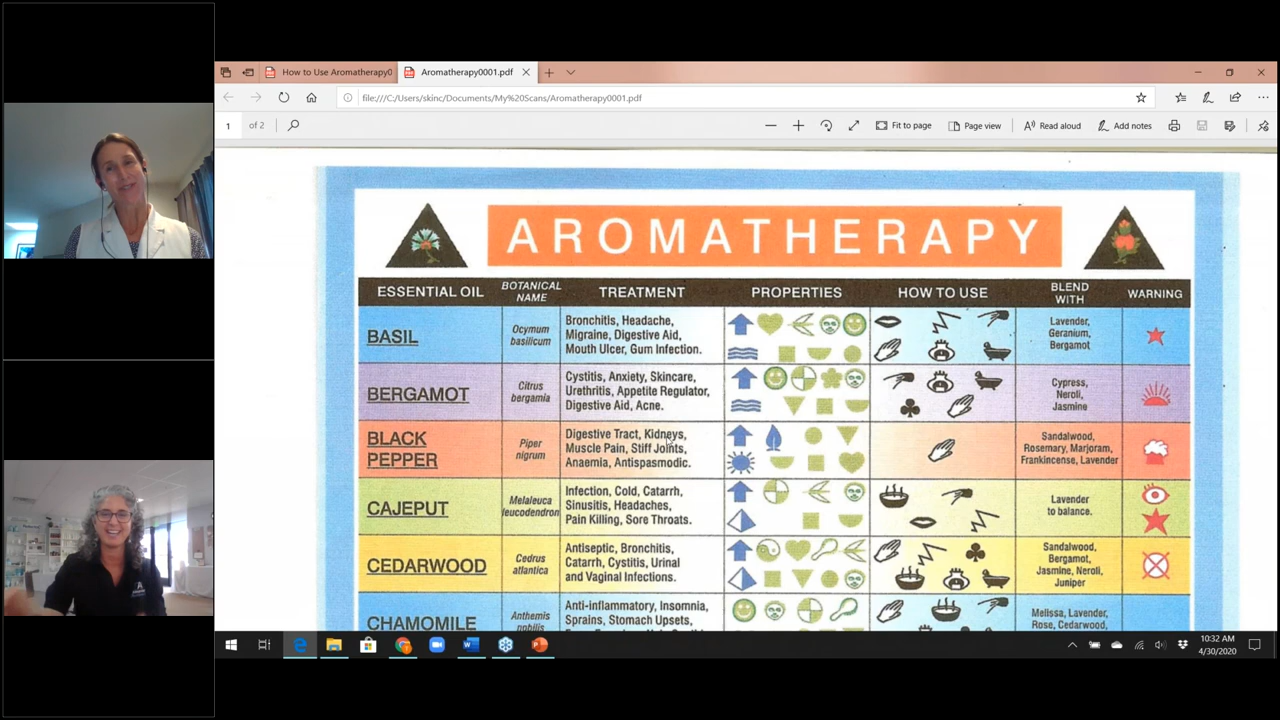 How to Use Aromatherapy0
Aromatherapy0001.pdf
file:///C:/Users/skinc/Documents/My%20Scans/Aromatherapy0001.pdf
1 of 2
Fit to page
Page view
Read aloud
Add notes
AROMATHERAPY
ESSENTIAL OIL
BOTANICAL
NAME
TREATMENT
PROPERTIES
HOW TO USE
BLEND
WITH
WARNING
BASIL
Ocymum
basilicum
Bronchitis, Headache,
Migraine, Digestive Aid,
Mouth Ulcer, Gum Infection.
Lavender,
Geranium,
Bergamot
BERGAMOT
Citrus
bergamia
Cystitis, Anxiety, Skincare,
Urethritis, Appetite Regulator,
Digestive Aid, Acne.
Cypress,
Neroli,
Jasmine
BLACK
PEPPER
Piper
nigrum
Digestive Tract, Kidneys,
Muscle Pain, Stiff Joints,
Anaemia, Antispasmodic.
Sandalwood,
Rosemary, Marjoram,
Frankincense, Lavender
CAJEPUT
Melaleuca
leucodendron
Infection, Cold, Catarrh,
Sinusitis, Headaches,
Pain Killing, Sore Throats.
Lavender
to balance.
CEDARWOOD
Cedrus
atlantica
Antiseptic, Bronchitis,
Catarrh, Cystitis, Urinal
and Vaginal Infections.
Sandalwood,
Bergamot,
Jasmine, Neroli,
Juniper
CHAMOMILE
Anthemis
nobilis
Anti-inflammatory, Insomnia,
Sprains, Stomach Upsets,
Melissa, Lavender,
Rose, Cedarwood,
10:32 AM
4/30/2020